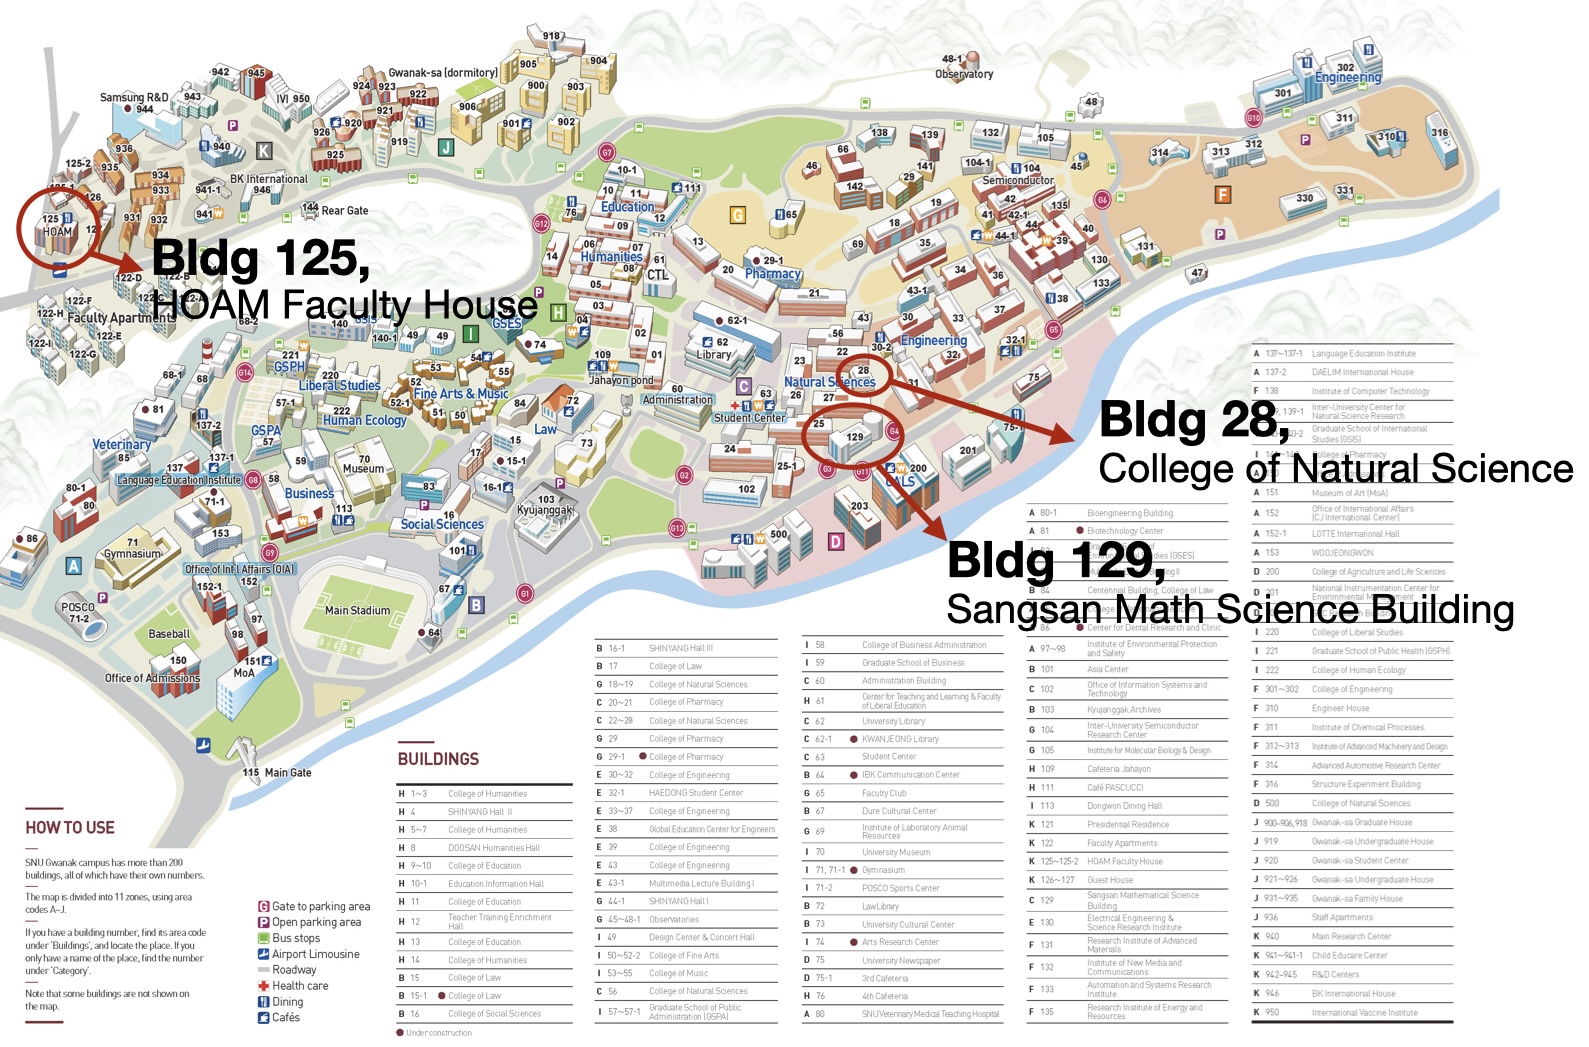 918
905
904
900
903
901
902
906
Gwanak-sa (dormitory)
942
945
943
Samsung R&D
944
IVI 950
924
923
922
921
920
919
926
925
940
K
J
BK International
946
936
935
934
933
125-2
126
941-1
941
931
932
144 Rear Gate
125
HOAM
Bldg 125,
HOAM Faculty House
122-D
122-B
122-F
122-H
Faculty Apartments
122-E
122-I
122-G
48-1
Observatory
48
302
Engineering
301
G10
311
310
316
314
313
312
F
330
331
138
139
132
105
46
66
142
141
104-1
104
45
Semiconductor
29
G6
G7
10-1
10
11
111
Education
12
76
09
G12
G
65
14
06
07
Humanities
08
61
CTL
05
03
04
H
02
01
13
20
29-1
Pharmacy
21
69
18
19
35
34
36
41
42
42-1
44
44-1
135
39
40
130
133
131
47
38
43-1
37
33
30
G5
Engineering
30-2
32-1
32
31
75
75-1
62-1
62
Library
56
22
23
28
Natural Sciences
26
27
25
129
G4
C
63
Student Center
24
25-1
102
G3
G11
200
CALS
201
203
500
D
G2
G13
60
Administration
109
Jahayon pond
68-2
140
GSIS
140-1
49
49
I
GSES
74
G14
221
GSPH
220
Liberal Studies
52
53
54
55
Fine Arts & Music
52-1
51
50
68-1
68
57-1
222
Human Ecology
84
72
Law
73
81
137-2
GSPA
57
Veterinary
85
137
137-1
Language Education Institute
G8
59
58
70
Museum
Business
113
17
15
15-1
16-1
83
16
Social Sciences
103
Kyujanggak
80-1
80
71-1
153
86
71
Gymnasium
A
G9
Office of Int'l Affairs (OIA)
152-1
152
101
67
B
G1
POSCO
71-2
Main Stadium
64
Baseball
97
98
150
Office of Admissions
151
MoA
115 Main Gate
Bldg 28,
College of Natural Science
Bldg 129,
Sangsan Math Science Building
HOW TO USE
SNU Gwanak campus has more than 200
buildings, all of which have their own numbers.
The map is divided into 11 zones, using area
codes A~J.
If you have a building number, find its area code
under 'Buildings', and locate the place. If you
only have a name of the place, find the number
under 'Category'.
Note that some buildings are not shown on
the map.
G Gate to parking area
P Open parking area
Bus stops
Airport Limousine
Roadway
Health care
Dining
Cafés
BUILDINGS
H 1~3 College of Humanities
H 4 SHINYANG Hall II
H 5~7 College of Humanities
H 8 DOOSAN Humanities Hall
H 9~10 College of Education
H 10-1 Education Information Hall
H 11 College of Education
H 12 Teacher Training Enrichment
Hall
H 13 College of Education
H 14 College of Humanities
B 15 College of Law
B 15-1 College of Law
B 16 College of Social Sciences
Under construction
B 16-1 SHINYANG Hall III
B 17 College of Law
G 18~19 College of Natural Sciences
C 20~21 College of Pharmacy
C 22~28 College of Natural Sciences
G 29 College of Pharmacy
G 29-1 College of Pharmacy
E 30~32 College of Engineering
E 32-1 HAEDONG Student Center
E 33~37 College of Engineering
E 38 Global Education Center for Engineers
E 39 College of Engineering
E 43 College of Engineering
E 43-1 Multimedia Lecture Building I
G 44-1 SHINYANG Hall I
G 45~48-1 Observatories
I 49 Design Center & Concert Hall
I 50~52-2 College of Fine Arts
I 53~55 College of Music
C 56 College of Natural Sciences
I 57~57-1 Graduate School of Public
Administration (GSPA)
I 58 College of Business Administration
I 59 Graduate School of Business
C 60 Administration Building
H 61 Center for Teaching and Learning & Faculty
of Liberal Education
C 62 University Library
C 62-1 KWANJEONG Library
C 63 Student Center
B 64 IBK Communication Center
G 65 Faculty Club
B 67 Dure Cultural Center
G 69 Institute of Laboratory Animal
Resources
I 70 University Museum
I 71, 71-1 Gymnasium
I 71-2 POSCO Sports Center
B 72 Law Library
B 73 University Cultural Center
I 74 Arts Research Center
D 75 University Newspaper
D 75-1 3rd Cafeteria
H 76 4th Cafeteria
A 80 SNU Veterinary Medical Teaching Hospital
A 80-1 Bioengineering Building
A 81 Biotechnology Center
B 84 Centennial Building, College of Law
86 Center for Dental Research and Clinic
A 97~98 Institute of Environmental Protection
and Safety
B 101 Asia Center
C 102 Office of Information Systems and
Technology
B 103 Kyujanggak Archives
G 104 Inter-University Semiconductor
Research Center
G 105 Institute for Molecular Biology & Design
H 109 Cafeteria Jahayon
H 111 Café PASCUCCI
I 113 Dongwon Dining Hall
K 121 Presidential Residence
K 122 Faculty Apartments
K 125~125-2 HOAM Faculty House
K 126~127 Guest House
C 129 Sangsan Mathematical Science
Building
E 130 Electrical Engineering &
Science Research Institute
F 131 Research Institute of Advanced
Materials
F 132 Institute of New Media and
Communications
F 133 Automation and Systems Research
Institute
F 135 Research Institute of Energy and
Resources
A 137~137-1 Language Education Institute
A 137-2 DAELIM International House
F 138 Institute of Computer Technology
139-1 Inter-University Center for
Natural Science Research
Graduate School of International
Studies (GSIS)
College of Pharmacy
A 151 Museum of Art (MoA)
A 152 Office of International Affairs
(CJ International Center)
A 152-1 LOTTE International Hall
A 153 WOOJEONGWON
D 200 College of Agriculture and Life Sciences
D 201 National Instrumentation Center for
Environmental Management
I 220 College of Liberal Studies
I 221 Graduate School of Public Health (GSPH)
I 222 College of Human Ecology
F 301~302 College of Engineering
F 310 Engineer House
F 311 Institute of Chemical Processes
F 312~313 Institute of Advanced Machinery and Design
F 314 Advanced Automotive Research Center
F 316 Structure Experiment Building
D 500 College of Natural Sciences
J 900~906,918 Gwanak-sa Graduate House
J 919 Gwanak-sa Undergraduate House
J 920 Gwanak-sa Student Center
J 921~926 Gwanak-sa Undergraduate House
J 931~935 Gwanak-sa Family House
J 936 Staff Apartments
K 940 Main Research Center
K 941~941-1 Child Educare Center
K 942~945 R&D Centers
K 946 BK International House
K 950 International Vaccine Institute